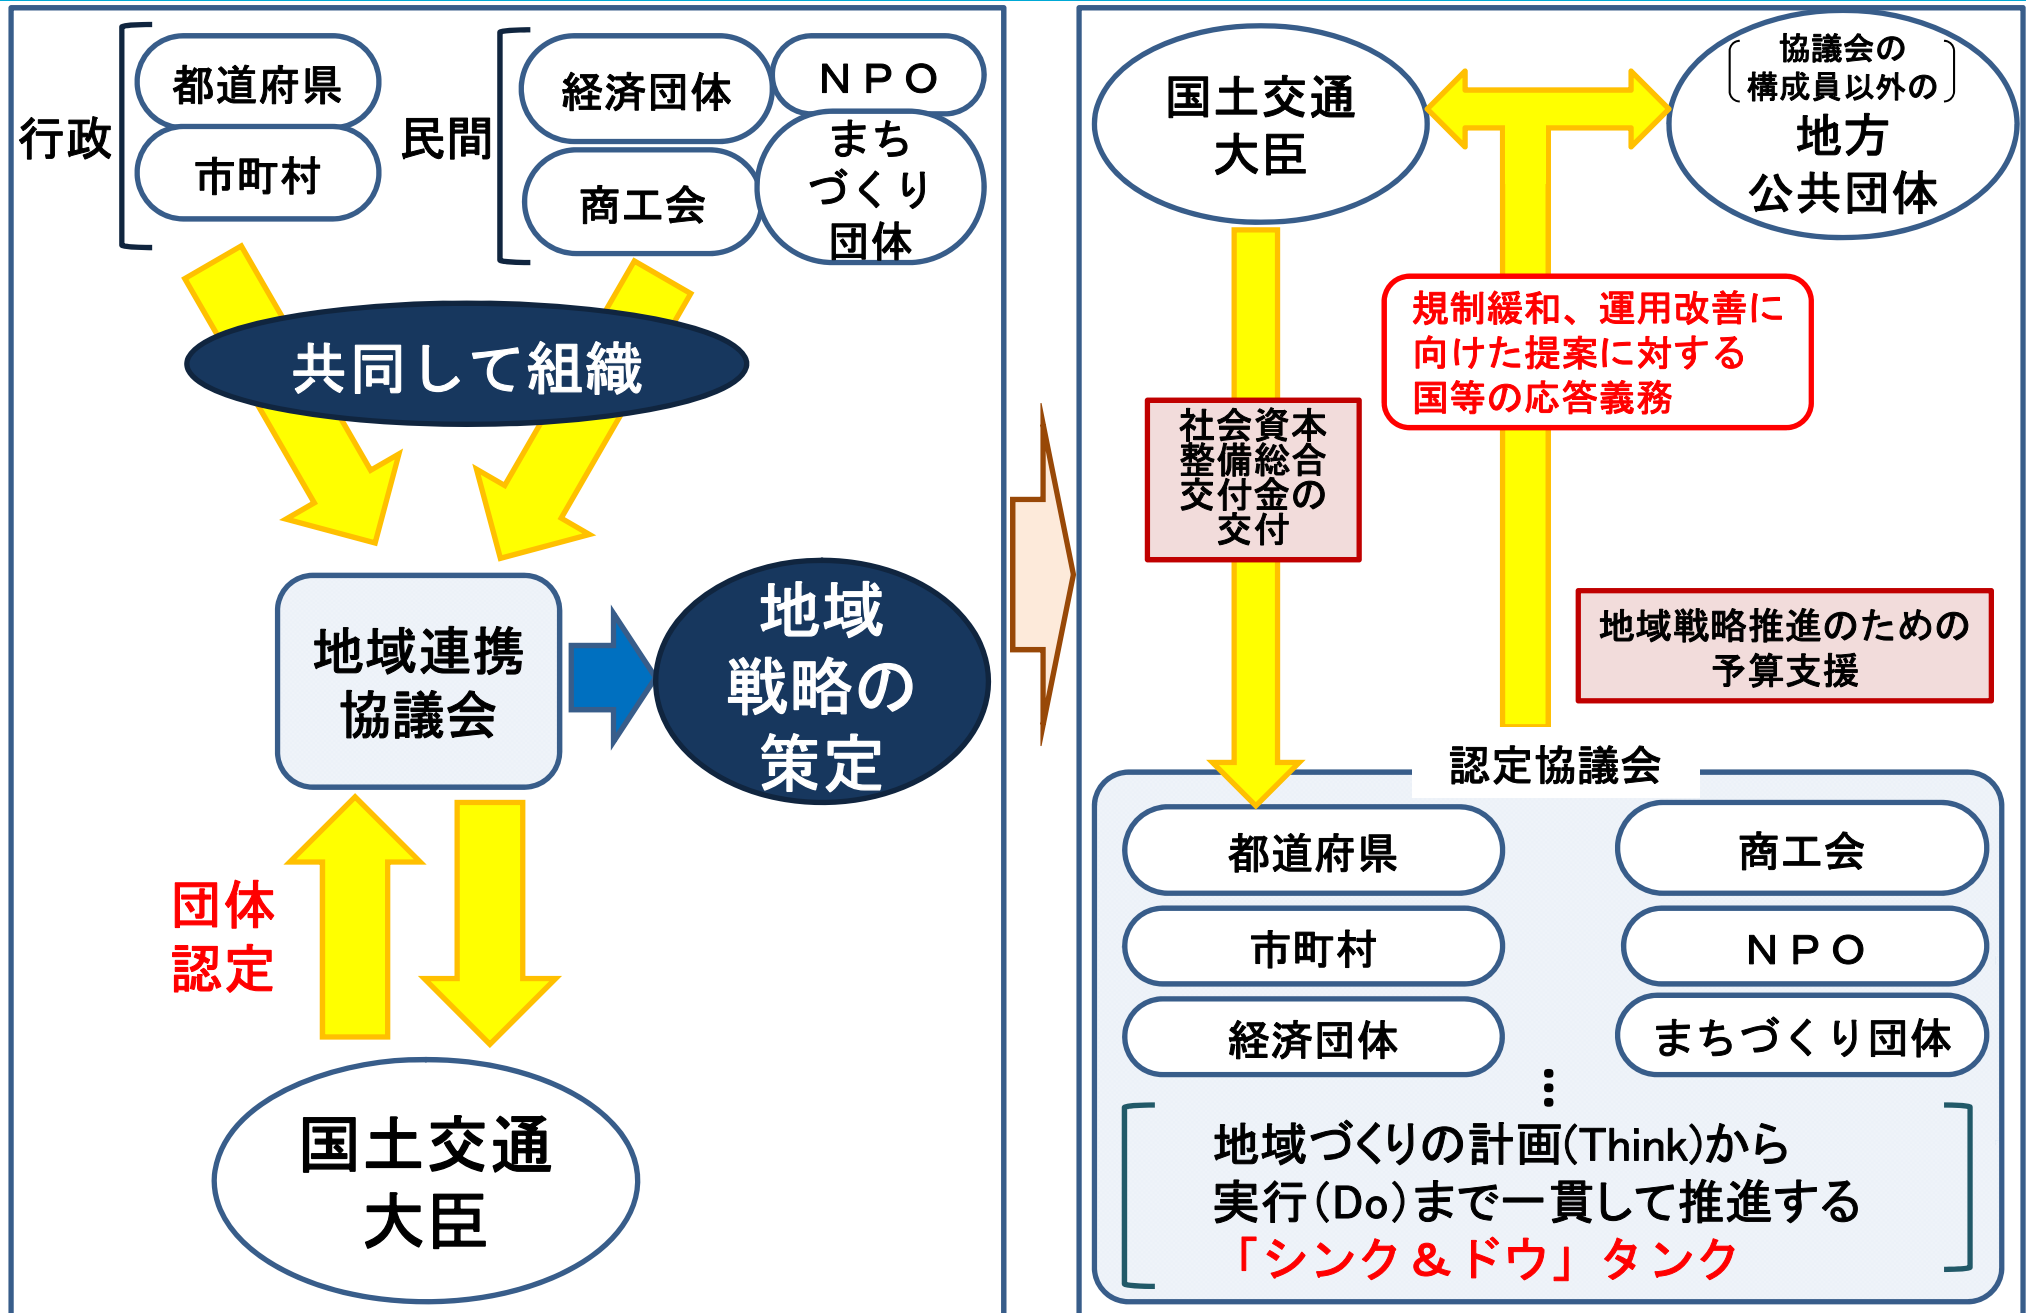 行政
都道府県
市町村
民間
経済団体
ＮＰＯ
商工会
まち
づくり
団体
共同して組織
地域連携
協議会
地域
戦略の
策定
団体
認定
国土交通
大臣
国土交通
大臣
協議会の
構成員以外の
地方
公共団体
規制緩和、運用改善に
向けた提案に対する
国等の応答義務
社会資本
整備総合
交付金の
交付
地域戦略推進のための
予算支援
認定協議会
都道府県
商工会
市町村
ＮＰＯ
経済団体
まちづくり団体
⋮
地域づくりの計画(Think)から
実行(Do)まで一貫して推進する
「シンク＆ドウ」タンク